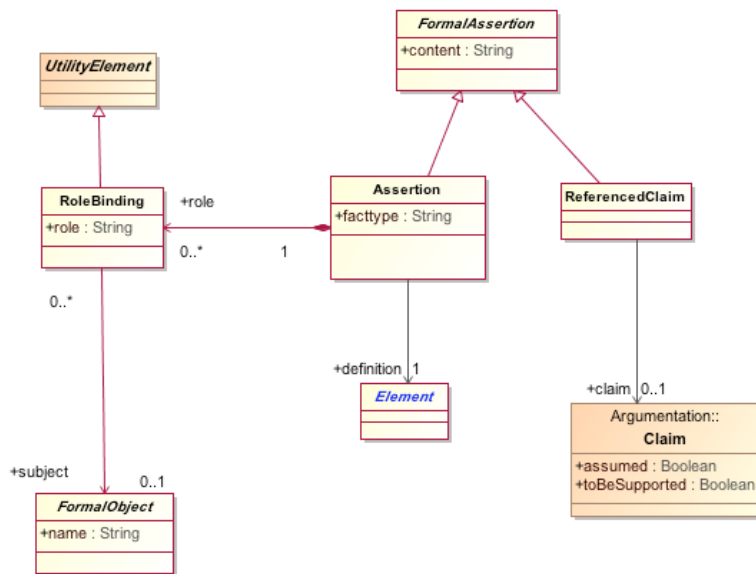 FormalAssertion
+content : String
UtilityElement
RoleBinding
+role : String
+role
0..*
1
Assertion
+facttype : String
ReferencedClaim
0..*
+definition
1
Element
+claim
0..1
Argumentation::
Claim
+assumed : Boolean
+toBeSupported : Boolean
+subject
0..1
FormalObject
+name : String